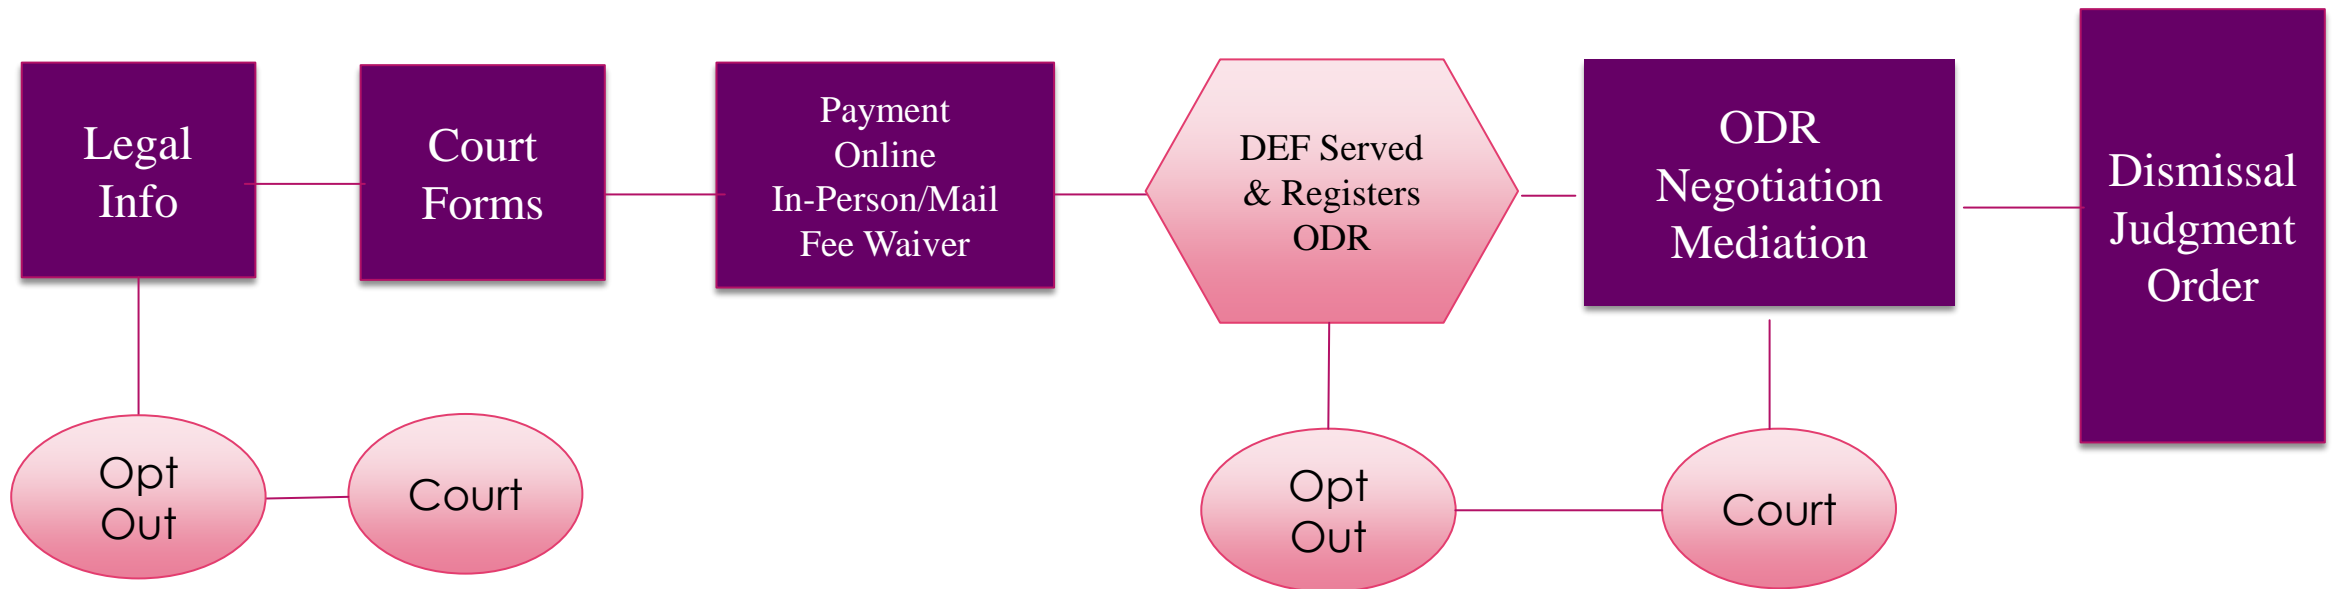 Legal
Info
Court
Forms
Payment
Online
In-Person/Mail
Fee Waiver
DEF Served
& Registers
ODR
ODR
Negotiation
Mediation
Dismissal
Judgment
Order
Opt
Out
Court
Opt
Out
Court